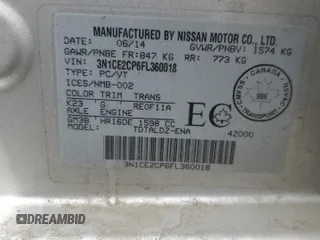 MANUFACTURED BY NISSAN MOTOR CO., LTD.
06/14 GVWR/PNBV: 1574 KG
GAWR/PNBE FR: 847 KG RR: 773 KG
VIN: 3N1CE2CP6FL360018
TYPE: PC/VT
ICES/NMB-002
COLOR TRIM TRANS
K23 G RE0F11A
AXLE ENGINE
GM38 HR16DE 1598 CC
MODEL TDTALDZ-ENA 4Z000
EC
CANADA
TRANSPORT
3N1CE2CP6FL360018
DREAMBID